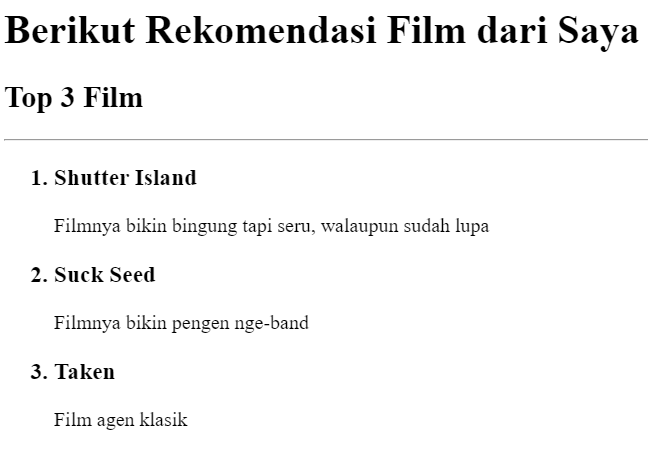 Berikut Rekomendasi Film dari Saya
Top 3 Film
1. Shutter Island
Filmnya bikin bingung tapi seru, walaupun sudah lupa
2. Suck Seed
Filmnya bikin pengen nge-band
3. Taken
Film agen klasik